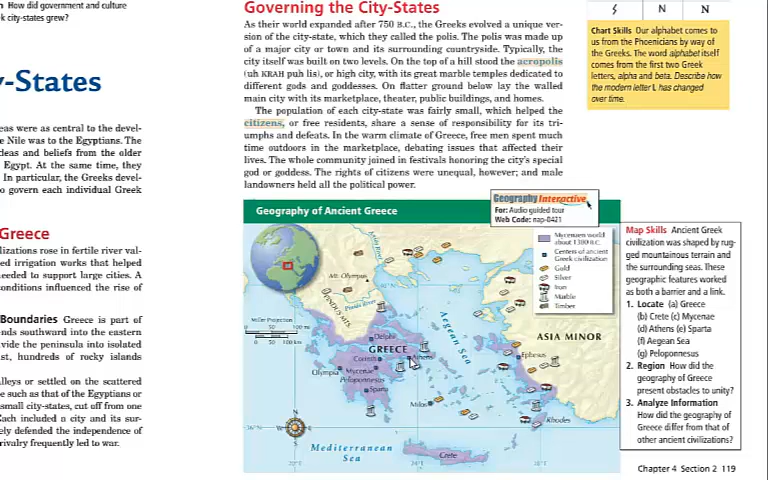 n How did government and culture
k city-states grew?
y-States
eas were as central to the devel-
e Nile was to the Egyptians. The
deas and beliefs from the older
Egypt. At the same time, they
In particular, the Greeks devel-
o govern each individual Greek
Greece
lizations rose in fertile river val-
ed irrigation works that helped
needed to support large cities. A
conditions influenced the rise of
Boundaries Greece is part of
ends southward into the eastern
vide the peninsula into isolated
st, hundreds of rocky islands
alleys or settled on the scattered
e such as that of the Egyptians or
small city-states, cut off from one
Each included a city and its sur-
ely defended the independence of
rivalry frequently led to war.
Governing the City-States
As their world expanded after 750 B.C., the Greeks evolved a unique ver-
sion of the city-state, which they called the polis. The polis was made up
of a major city or town and its surrounding countryside. Typically, the
city itself was built on two levels. On the top of a hill stood the acropolis
(uh KRAH puh lis), or high city, with its great marble temples dedicated to
different gods and goddesses. On flatter ground below lay the walled
main city with its marketplace, theater, public buildings, and homes.
The population of each city-state was fairly small, which helped the
citizens, or free residents, share a sense of responsibility for its tri-
umphs and defeats. In the warm climate of Greece, free men spent much
time outdoors in the marketplace, debating issues that affected their
lives. The whole community joined in festivals honoring the city's special
god or goddess. The rights of citizens were unequal, however; and male
landowners held all the political power.
N N
Chart Skills Our alphabet comes to
us from the Phoenicians by way of
the Greeks. The word alphabet itself
comes from the first two Greek
letters, alpha and beta. Describe how
the modern letter L has changed
over time.
Geography Interactive
For: Audio guided tour
Web Code: nap-0421
Geography of Ancient Greece
Mycenaean world
about 1300 B.C.
Centers of ancient
Greek civilization
Gold
Silver
Iron
Marble
Timber
Mt. Olympus
PINDUS MTS.
Miller Projection
Aegean Sea
ASIA MINOR
Delphi
GREECE
Athens
Corinth
Olympia
Mycenae
Peloponnesus
Sparta
Ephesus
Milos
Rhodes
Crete
Mediterranean
Sea
Map Skills Ancient Greek
civilization was shaped by rug-
ged mountainous terrain and
the surrounding seas. These
geographic features worked
as both a barrier and a link.
1. Locate (a) Greece
(b) Crete (c) Mycenae
(d) Athens (e) Sparta
(f) Aegean Sea
(g) Peloponnesus
2. Region How did the
geography of Greece
present obstacles to unity?
3. Analyze Information
How did the geography of
Greece differ from that of
other ancient civilizations?
Chapter 4 Section 2 119